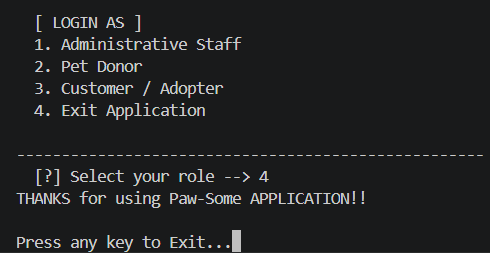 [ LOGIN AS ]
1. Administrative Staff
2. Pet Donor
3. Customer / Adopter
4. Exit Application
----------------------------------------------------
[?] Select your role --> 4
THANKS for using Paw-Some APPLICATION!!
Press any key to Exit...